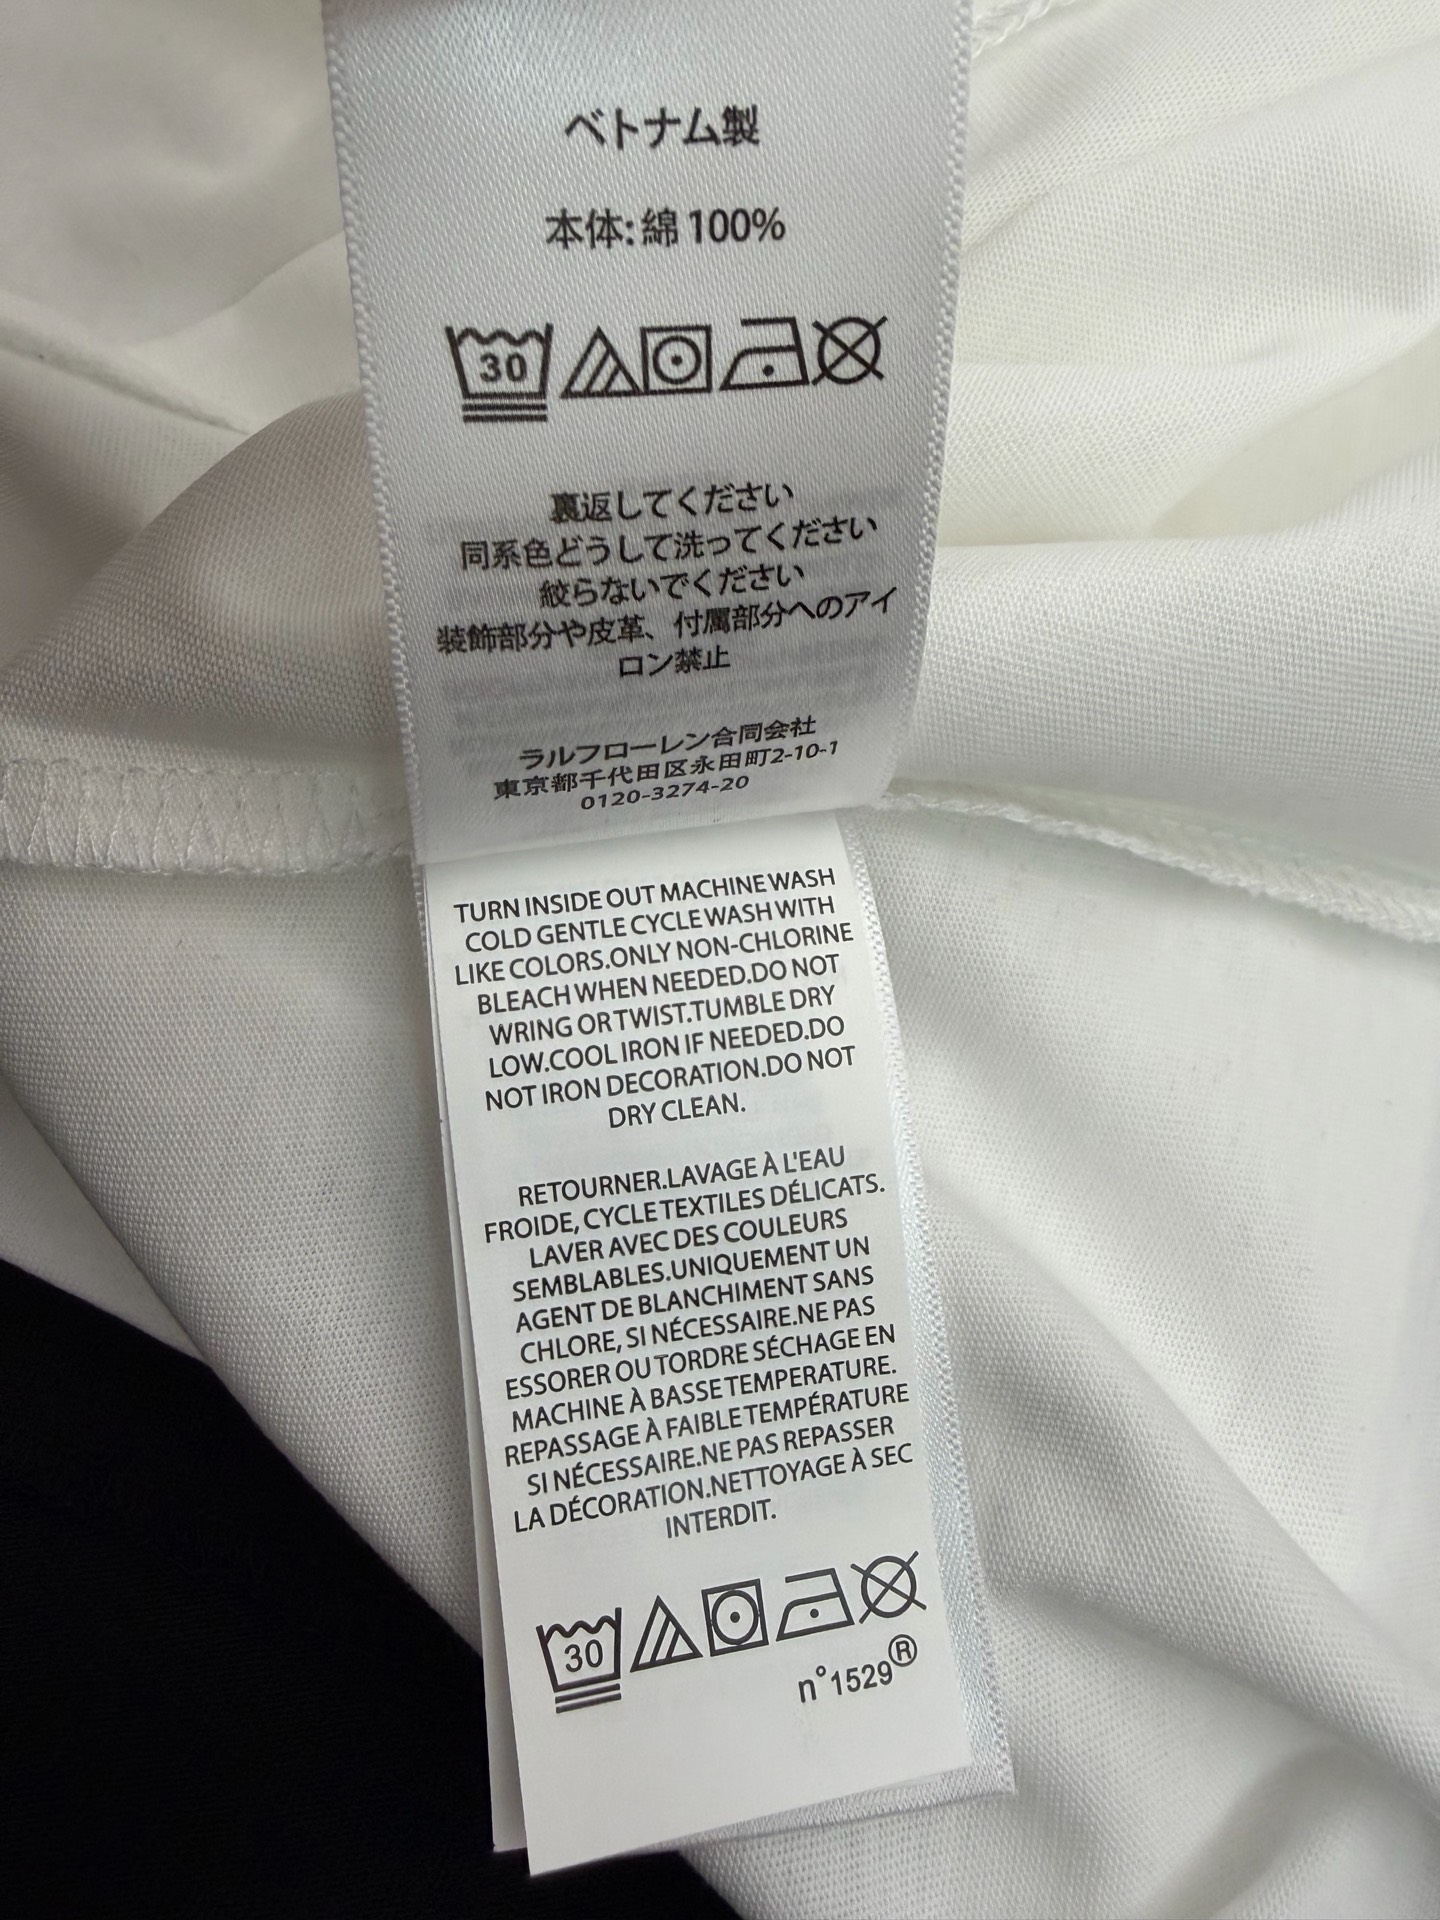 ベトナム製
本体:綿 100%
30
裏返してください
同系色どうしで洗ってください
絞らないでください
装飾部分や皮革、付属部分へのアイ
ロン禁止
ラルフローレン合同会社
東京都千代田区永田町2-10-1
0120-3274-20
TURN INSIDE OUT MACHINE WASH
COLD GENTLE CYCLE WASH WITH
LIKE COLORS.ONLY NON-CHLORINE
BLEACH WHEN NEEDED.DO NOT
WRING OR TWIST.TUMBLE DRY
LOW.COOL IRON IF NEEDED.DO
NOT IRON DECORATION.DO NOT
DRY CLEAN.
RETOURNER.LAVAGE À L'EAU
FROIDE, CYCLE TEXTILES DÉLICATS.
LAVER AVEC DES COULEURS
SEMBLABLES.UNIQUEMENT UN
AGENT DE BLANCHIMENT SANS
CHLORE, SI NÉCESSAIRE.NE PAS
ESSORER OU TORDRE SÉCHAGE EN
MACHINE À BASSE TEMPERATURE.
REPASSAGE À FAIBLE TEMPÉRATURE
SI NÉCESSAIRE.NE PAS REPASSER
LA DÉCORATION.NETTOYAGE À SEC
INTERDIT.
30
n°1529®